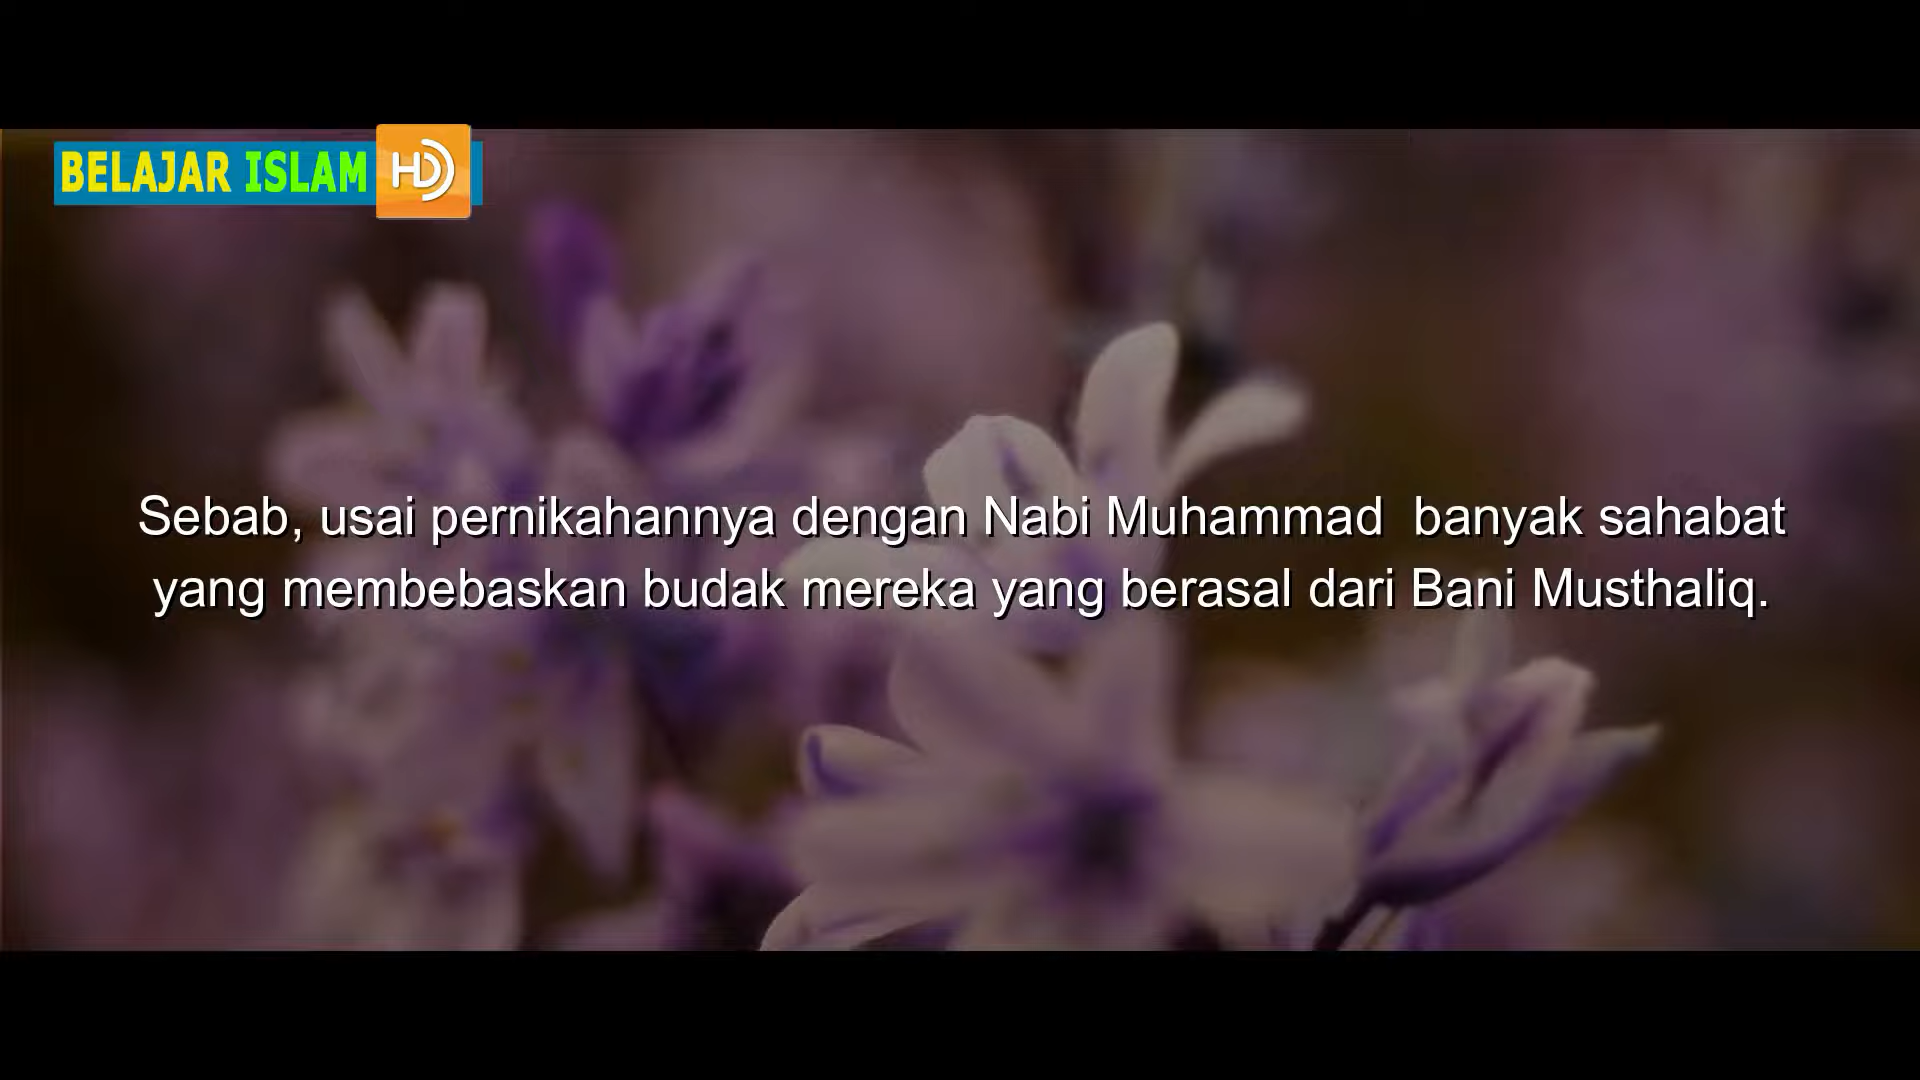 BELAJAR ISLAM HD
Sebab, usai pernikahannya dengan Nabi Muhammad  banyak sahabat
yang membebaskan budak mereka yang berasal dari Bani Musthaliq.